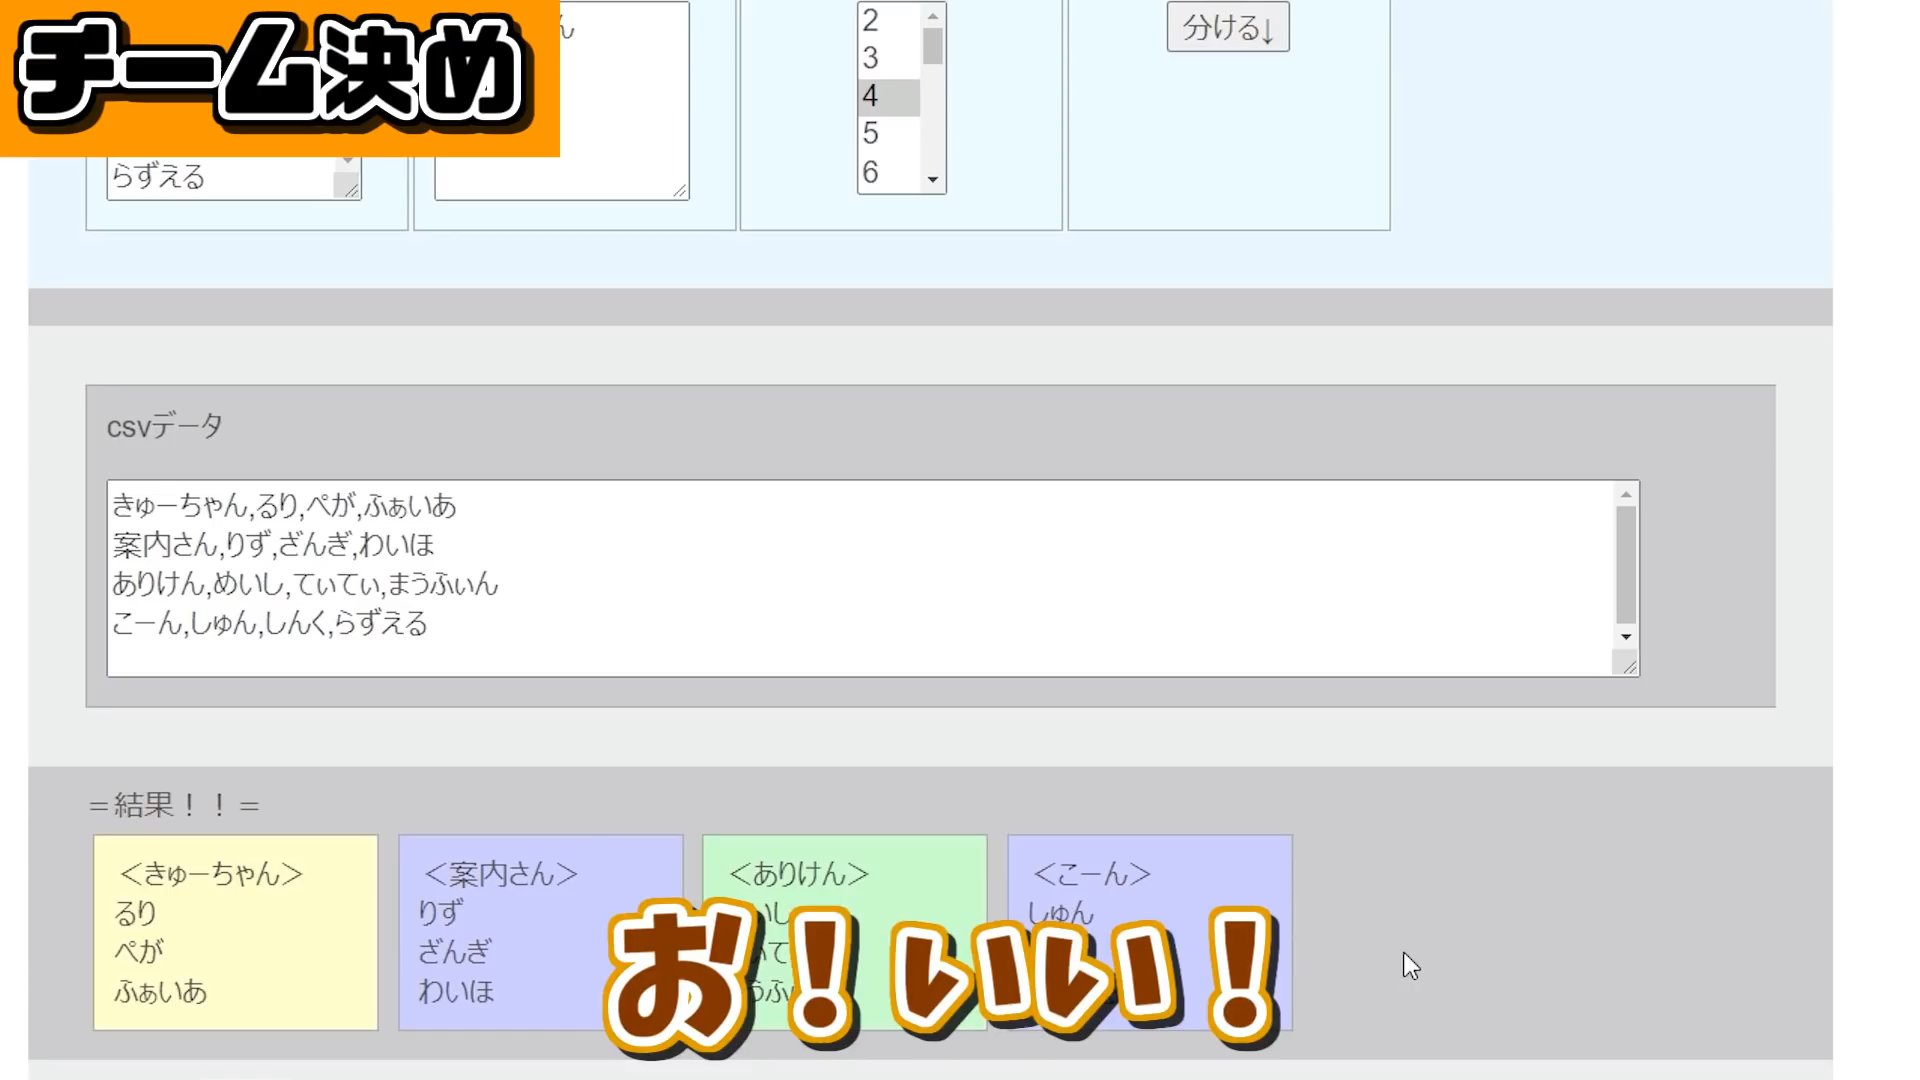 チーム決め
ん
2
3
4
5
6
分ける↓
らずえる
csvデータ
きゅーちゃん,るり,ぺが,ふぁいあ
案内さん,りず,ざんぎ,わいほ
ありけん,めいし,てぃてぃ,まうふぃん
こーん,しゅん,しんく,らずえる
＝結果！！＝
＜きゅーちゃん＞
るり
ぺが
ふぁいあ
＜案内さん＞
りず
ざんぎ
わいほ
＜ありけん＞
＜こーん＞
しゅん
お！いい！